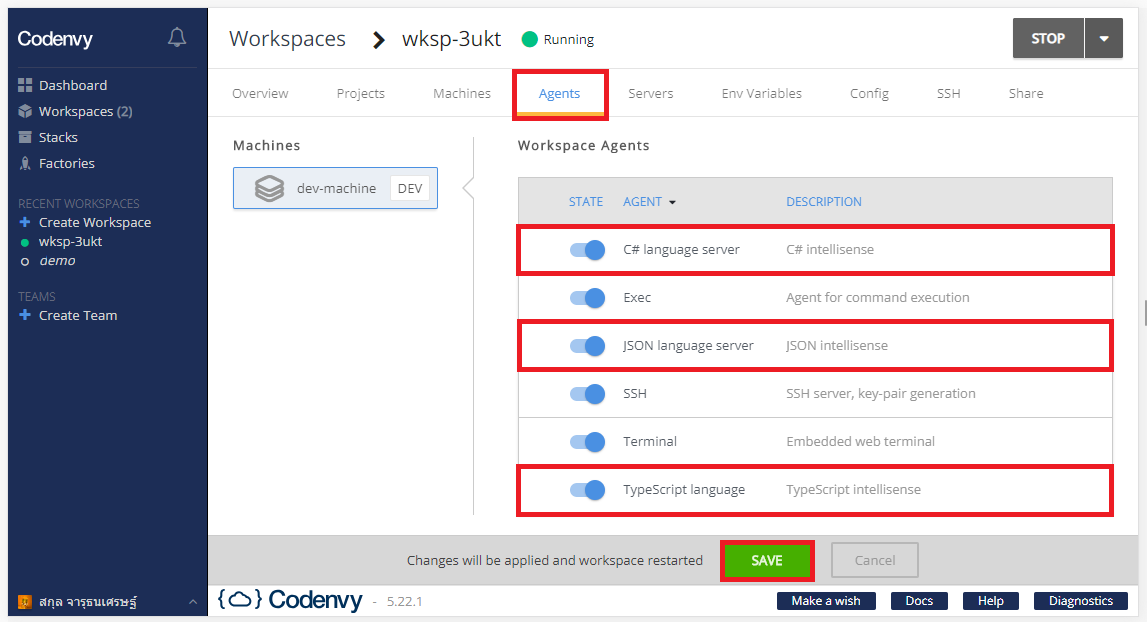 Codenvy
Workspaces wksp-3ukt Running
STOP
Dashboard
Workspaces (2)
Stacks
Factories
RECENT WORKSPACES
Create Workspace
wksp-3ukt
demo
TEAMS
Create Team
Overview Projects Machines Agents Servers Env Variables Config SSH Share
Machines
dev-machine DEV
Workspace Agents
STATE AGENT DESCRIPTION
C# language server C# intellisense
Exec Agent for command execution
JSON language server JSON intellisense
SSH SSH server, key-pair generation
Terminal Embedded web terminal
TypeScript language TypeScript intellisense
Changes will be applied and workspace restarted SAVE Cancel
สกุล จารุธนเศรษฐ์
{ } Codenvy - 5.22.1
Make a wish Docs Help Diagnostics